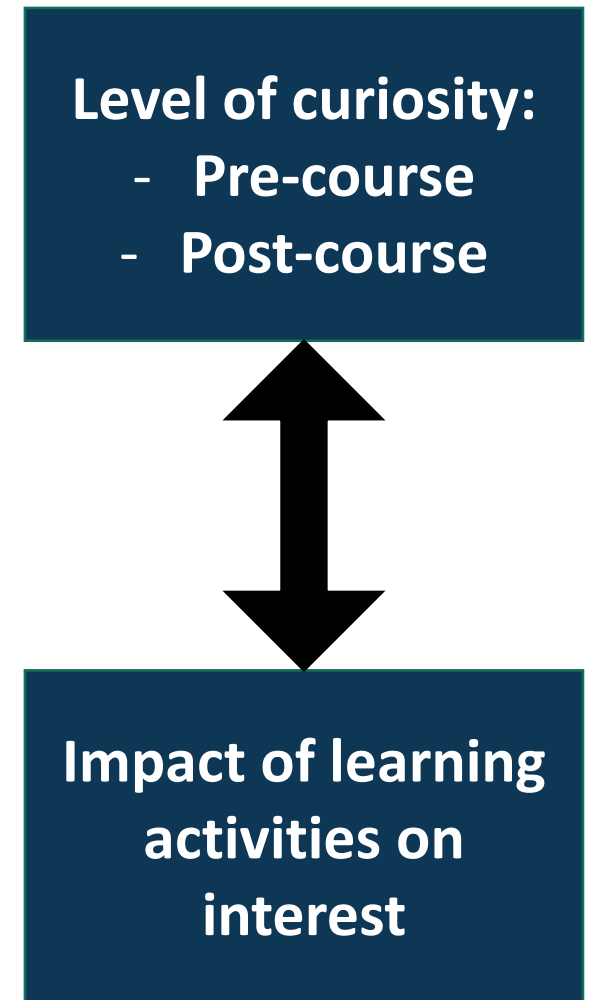 Level of curiosity:
- Pre-course
- Post-course
Impact of learning
activities on
interest